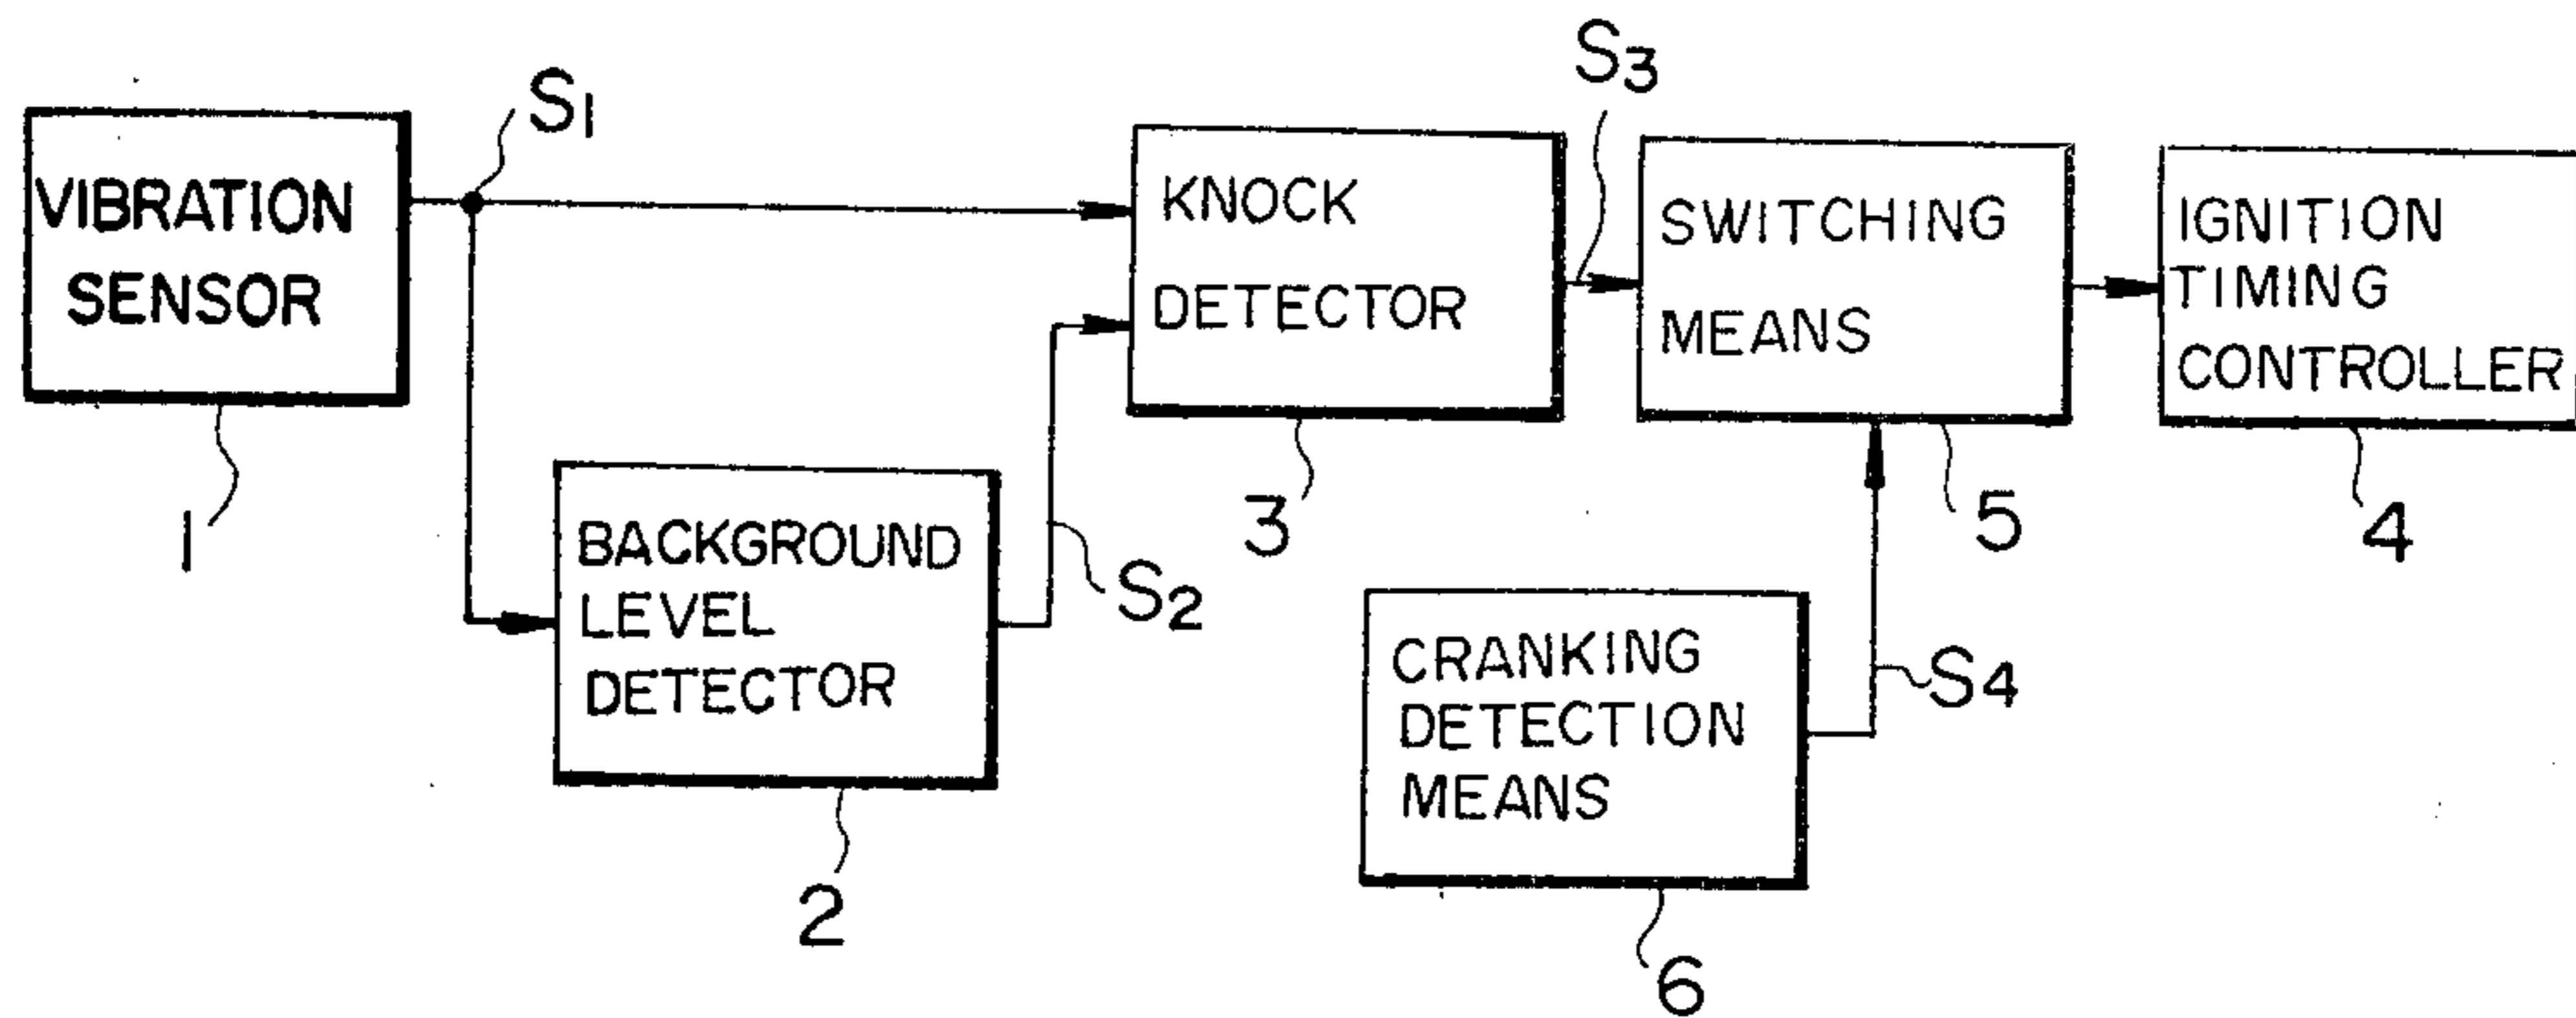 VIBRATION
SENSOR
1
S1
BACKGROUND
LEVEL
DETECTOR
2
S2
KNOCK
DETECTOR
3
S3
SWITCHING
MEANS
5
IGNITION
TIMING
CONTROLLER
4
CRANKING
DETECTION
MEANS
6
S4